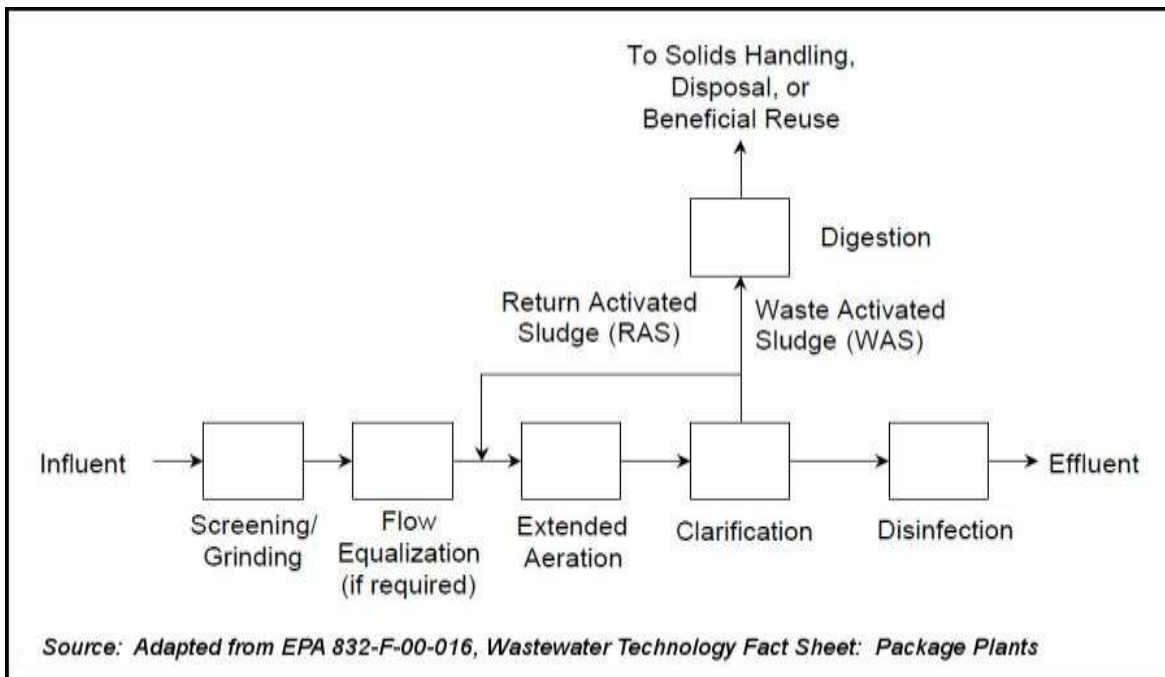 To Solids Handling,
Disposal, or
Beneficial Reuse
Digestion
Return Activated
Sludge (RAS)
Waste Activated
Sludge (WAS)
Influent
Effluent
Screening/
Grinding
Flow
Equalization
(if required)
Extended
Aeration
Clarification
Disinfection
Source: Adapted from EPA 832-F-00-016, Wastewater Technology Fact Sheet: Package Plants